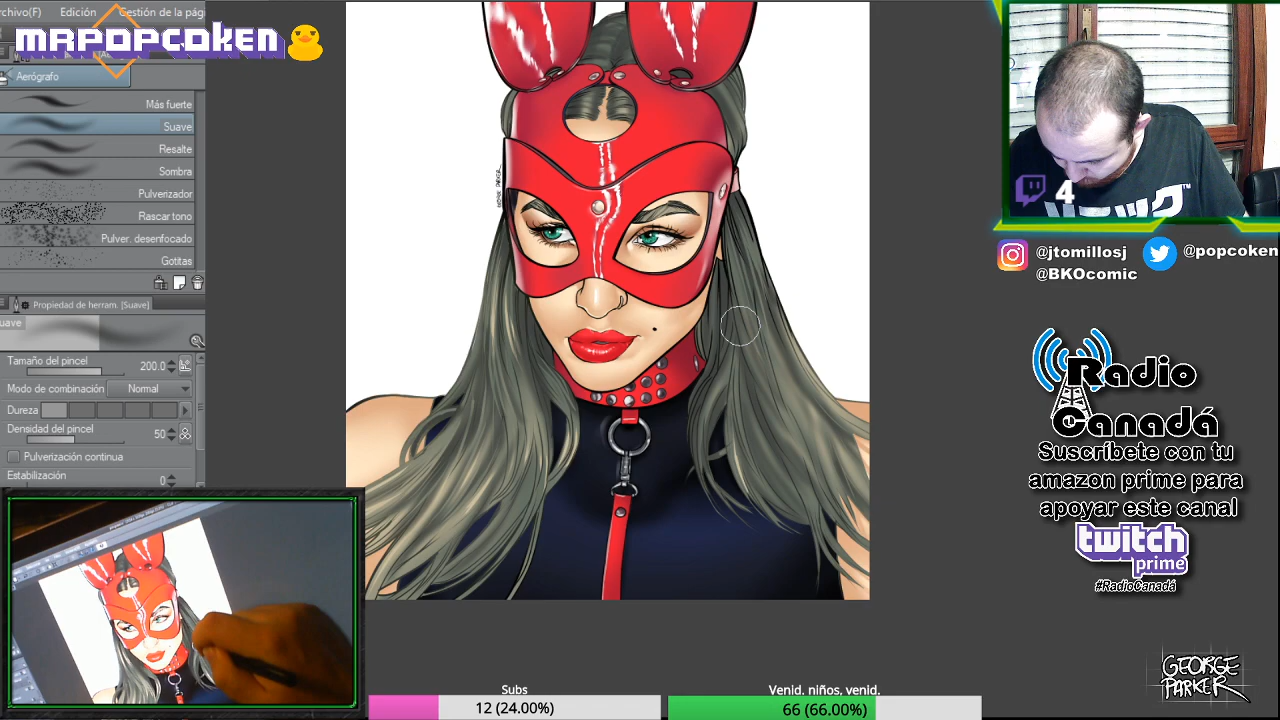 rchivo(F) Edición Gestión de la pág
MRPOPCOKEN
Aerógrafo
Más fuerte
Suave
Resalte
Sombra
Pulverizador
Rascar tono
Pulver. desenfocado
Gotitas
Propiedad de herram. [Suave]
uave
Tamaño del pincel 200.0
Modo de combinación Normal
Dureza
Densidad del pincel 50
Pulverización continua
Estabilización 0
4
@jtomillosj
@popcoken
@BKOcomic
Radio
Canadá
Suscríbete con tu
amazon prime para
apoyar este canal
twitch
prime
#RadioCanadá
GEORGE
PARKER
Subs
12 (24.00%)
Venid, niños, venid.
66 (66.00%)